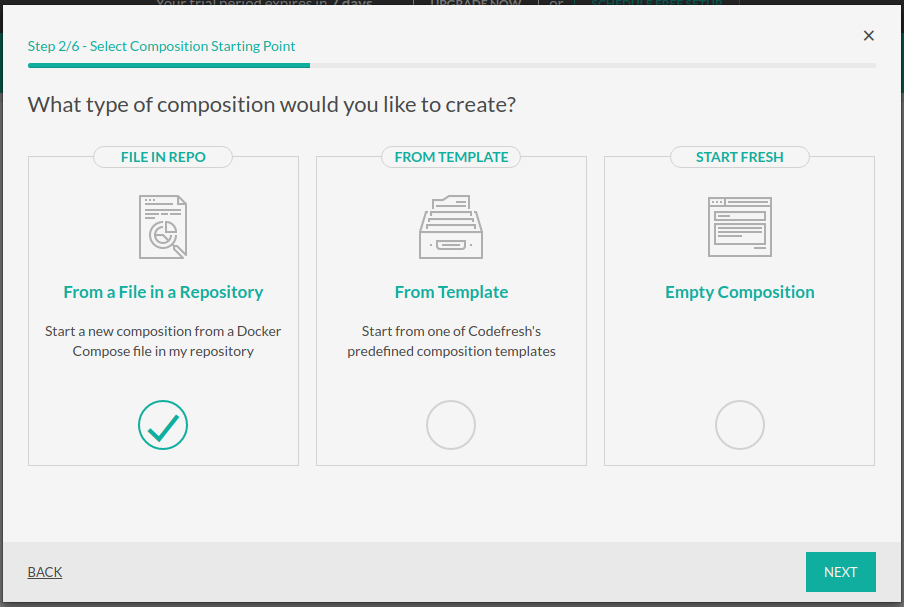 Your trial period expires in 7 days. UPGRADE NOW or SCHEDULE FREE SETUP
Step 2/6 - Select Composition Starting Point
×
What type of composition would you like to create?
FILE IN REPO
From a File in a Repository
Start a new composition from a Docker
Compose file in my repository
FROM TEMPLATE
From Template
Start from one of Codefresh's
predefined composition templates
START FRESH
Empty Composition
BACK
NEXT